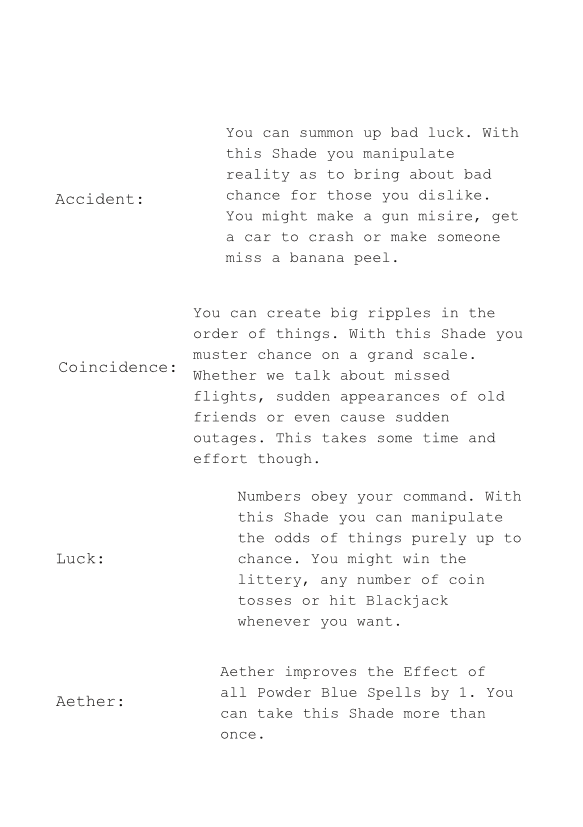 Accident:
You can summon up bad luck. With
this Shade you manipulate
reality as to bring about bad
chance for those you dislike.
You might make a gun misire, get
a car to crash or make someone
miss a banana peel.
Coincidence:
You can create big ripples in the
order of things. With this Shade you
muster chance on a grand scale.
Whether we talk about missed
flights, sudden appearances of old
friends or even cause sudden
outages. This takes some time and
effort though.
Luck:
Numbers obey your command. With
this Shade you can manipulate
the odds of things purely up to
chance. You might win the
littery, any number of coin
tosses or hit Blackjack
whenever you want.
Aether:
Aether improves the Effect of
all Powder Blue Spells by 1. You
can take this Shade more than
once.